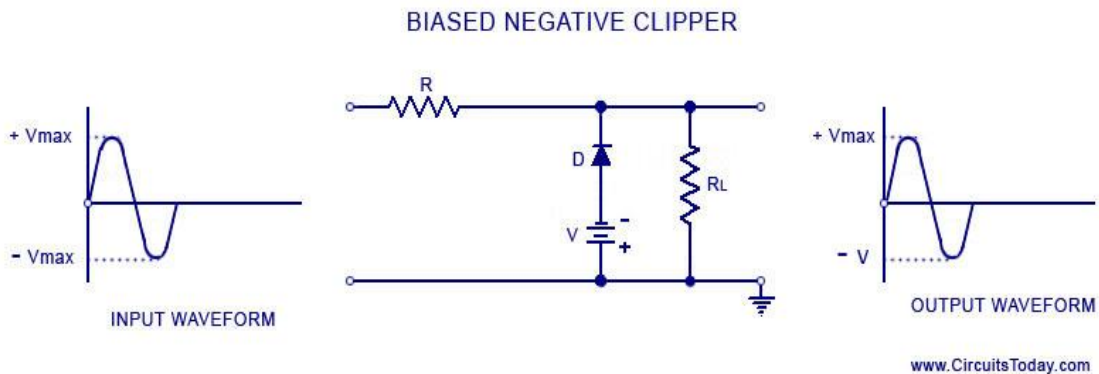 BIASED NEGATIVE CLIPPER
+ Vmax
- Vmax
INPUT WAVEFORM
R
D
V
-
+
RL
+ Vmax
- V
OUTPUT WAVEFORM
www.CircuitsToday.com